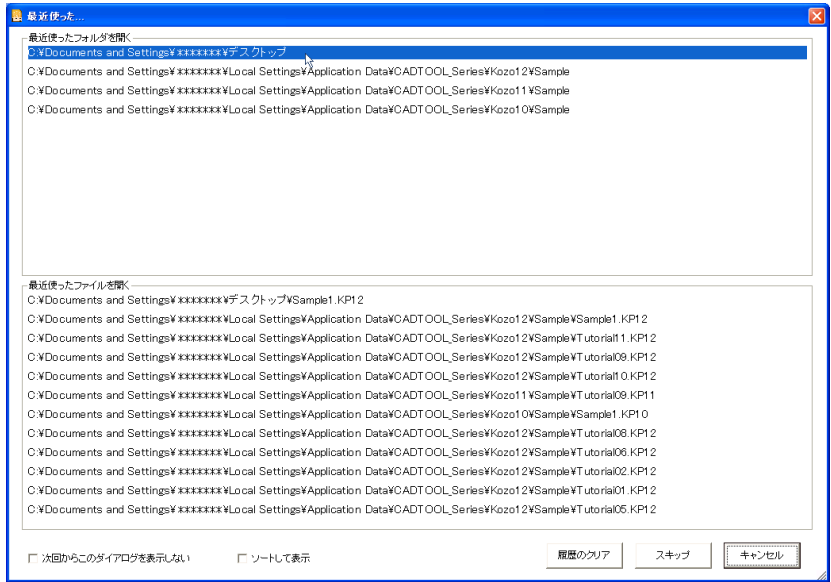 最近使った...
最近使ったフォルダを開く
C:¥Documents and Settings¥*******¥デスクトップ
C:¥Documents and Settings¥*******¥Local Settings¥Application Data¥CADTOOL_Series¥Kozo12¥Sample
C:¥Documents and Settings¥*******¥Local Settings¥Application Data¥CADTOOL_Series¥Kozo11¥Sample
C:¥Documents and Settings¥*******¥Local Settings¥Application Data¥CADTOOL_Series¥Kozo10¥Sample
最近使ったファイルを開く
C:¥Documents and Settings¥*******¥デスクトップ¥Sample1.KP12
C:¥Documents and Settings¥*******¥Local Settings¥Application Data¥CADTOOL_Series¥Kozo12¥Sample¥Sample1.KP12
C:¥Documents and Settings¥*******¥Local Settings¥Application Data¥CADTOOL_Series¥Kozo12¥Sample¥Tutorial11.KP12
C:¥Documents and Settings¥*******¥Local Settings¥Application Data¥CADTOOL_Series¥Kozo12¥Sample¥Tutorial09.KP12
C:¥Documents and Settings¥*******¥Local Settings¥Application Data¥CADTOOL_Series¥Kozo12¥Sample¥Tutorial10.KP12
C:¥Documents and Settings¥*******¥Local Settings¥Application Data¥CADTOOL_Series¥Kozo11¥Sample¥Tutorial09.KP11
C:¥Documents and Settings¥*******¥Local Settings¥Application Data¥CADTOOL_Series¥Kozo10¥Sample¥Sample1.KP10
C:¥Documents and Settings¥*******¥Local Settings¥Application Data¥CADTOOL_Series¥Kozo12¥Sample¥Tutorial08.KP12
C:¥Documents and Settings¥*******¥Local Settings¥Application Data¥CADTOOL_Series¥Kozo12¥Sample¥Tutorial06.KP12
C:¥Documents and Settings¥*******¥Local Settings¥Application Data¥CADTOOL_Series¥Kozo12¥Sample¥Tutorial02.KP12
C:¥Documents and Settings¥*******¥Local Settings¥Application Data¥CADTOOL_Series¥Kozo12¥Sample¥Tutorial01.KP12
C:¥Documents and Settings¥*******¥Local Settings¥Application Data¥CADTOOL_Series¥Kozo12¥Sample¥Tutorial05.KP12
次回からこのダイアログを表示しない ソートして表示 履歴のクリア スキップ キャンセル